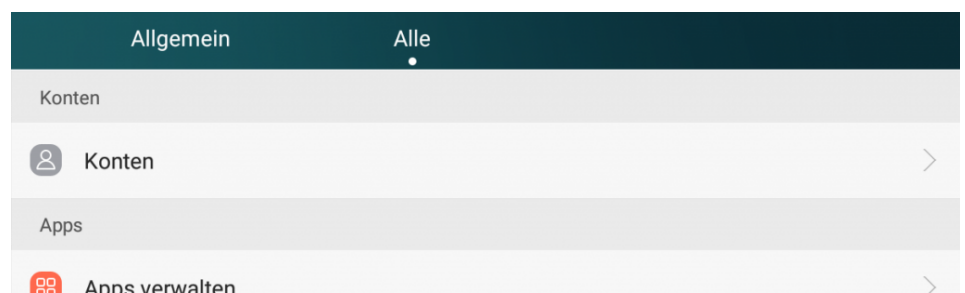 Allgemein Alle
Konten
Konten
Apps
Apps verwalten